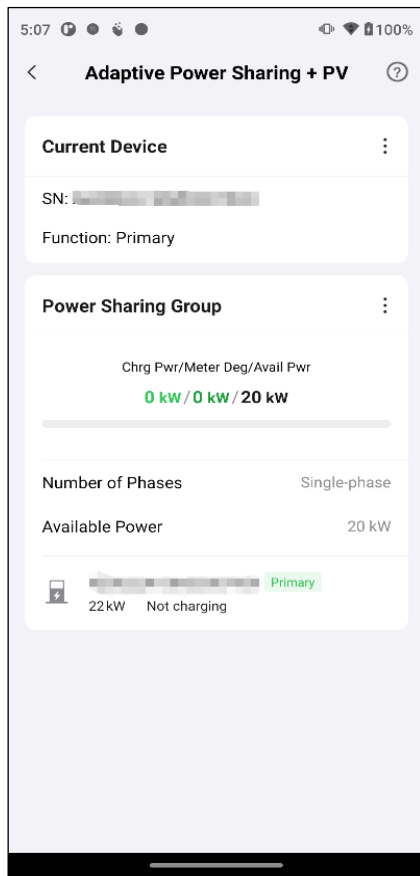 5:07
100%
Adaptive Power Sharing + PV
?
Current Device
SN:
Function: Primary
Power Sharing Group
Chrg Pwr/Meter Deg/Avail Pwr
0 kW/0 kW/20 kW
Number of Phases Single-phase
Available Power 20 kW
Primary
22kW Not charging